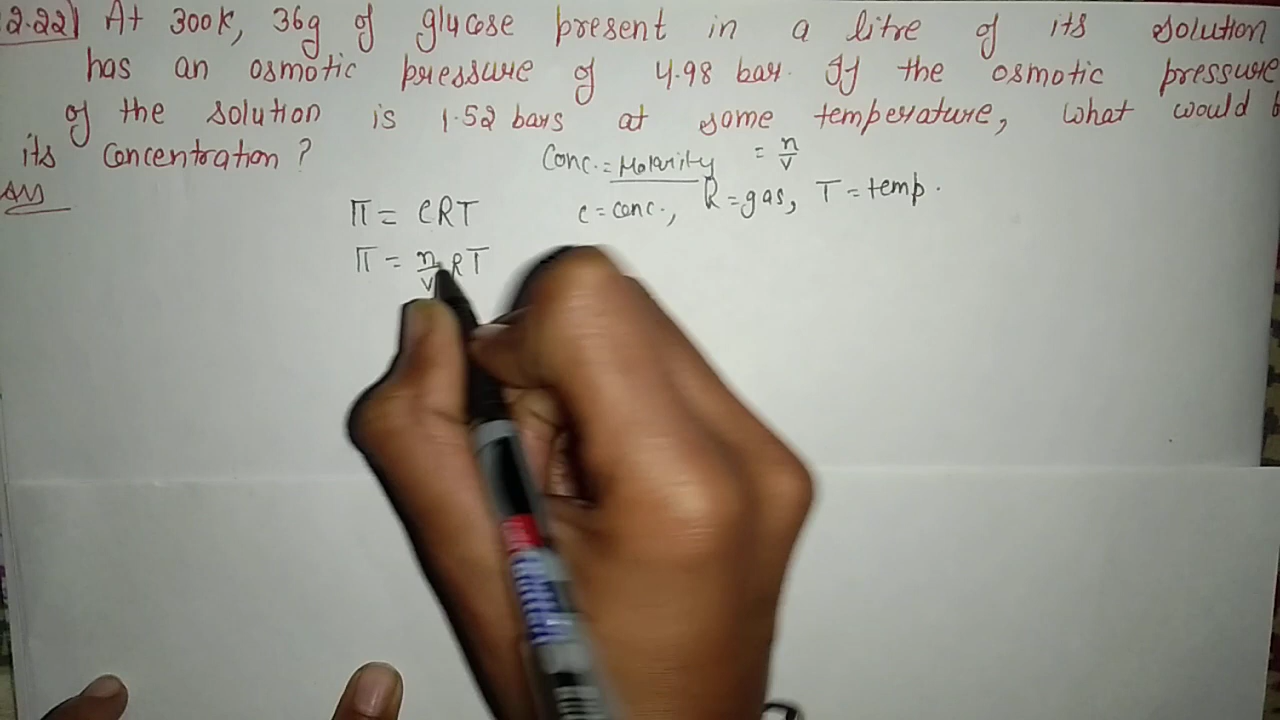 2.22) At 300K, 36g of glucose present in a litre of its solution
has an osmotic pressure of 4.98 bar. If the osmotic pressure
of the solution is 1.52 bars at some temperature, what would b
its concentration?
Conc. = Molarity = n/v
Ans
c = conc., R = gas, T = temp.
Π = CRT
Π = n/v RT